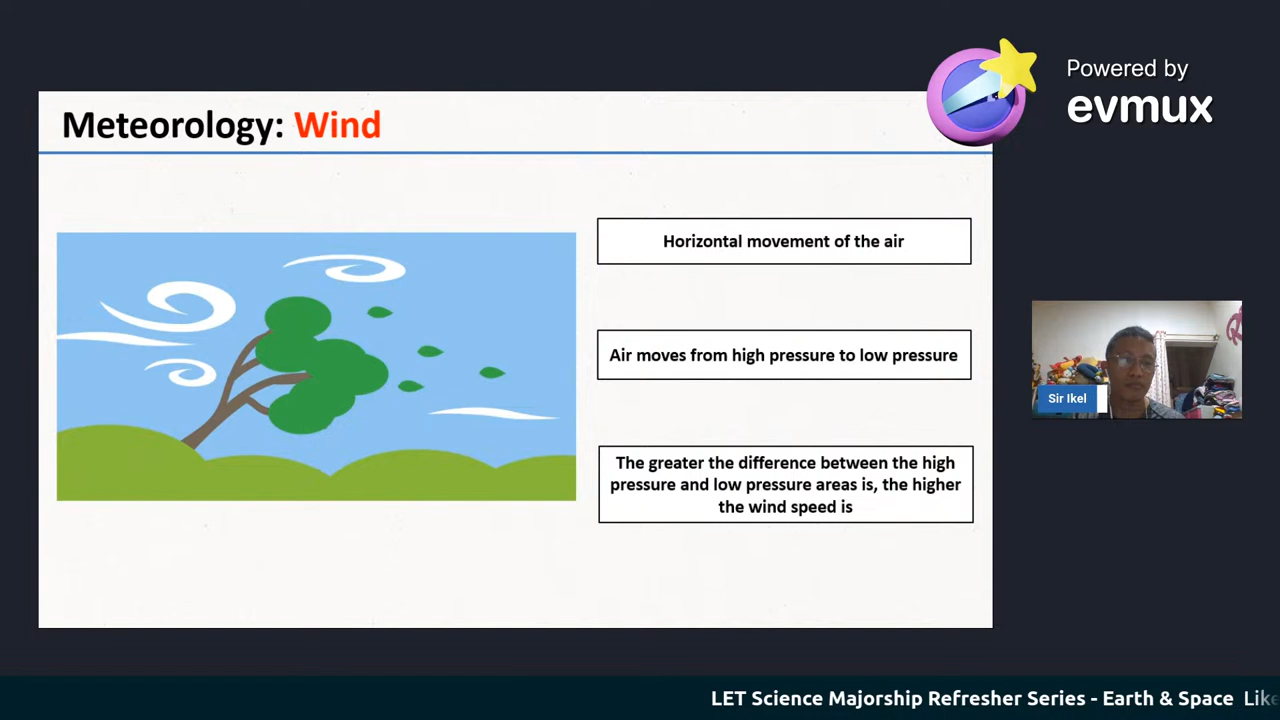 Powered by
evmux
Meteorology: Wind
Horizontal movement of the air
Air moves from high pressure to low pressure
The greater the difference between the high
pressure and low pressure areas is, the higher
the wind speed is
Sir Ikel
LET Science Majorship Refresher Series - Earth & Space Like